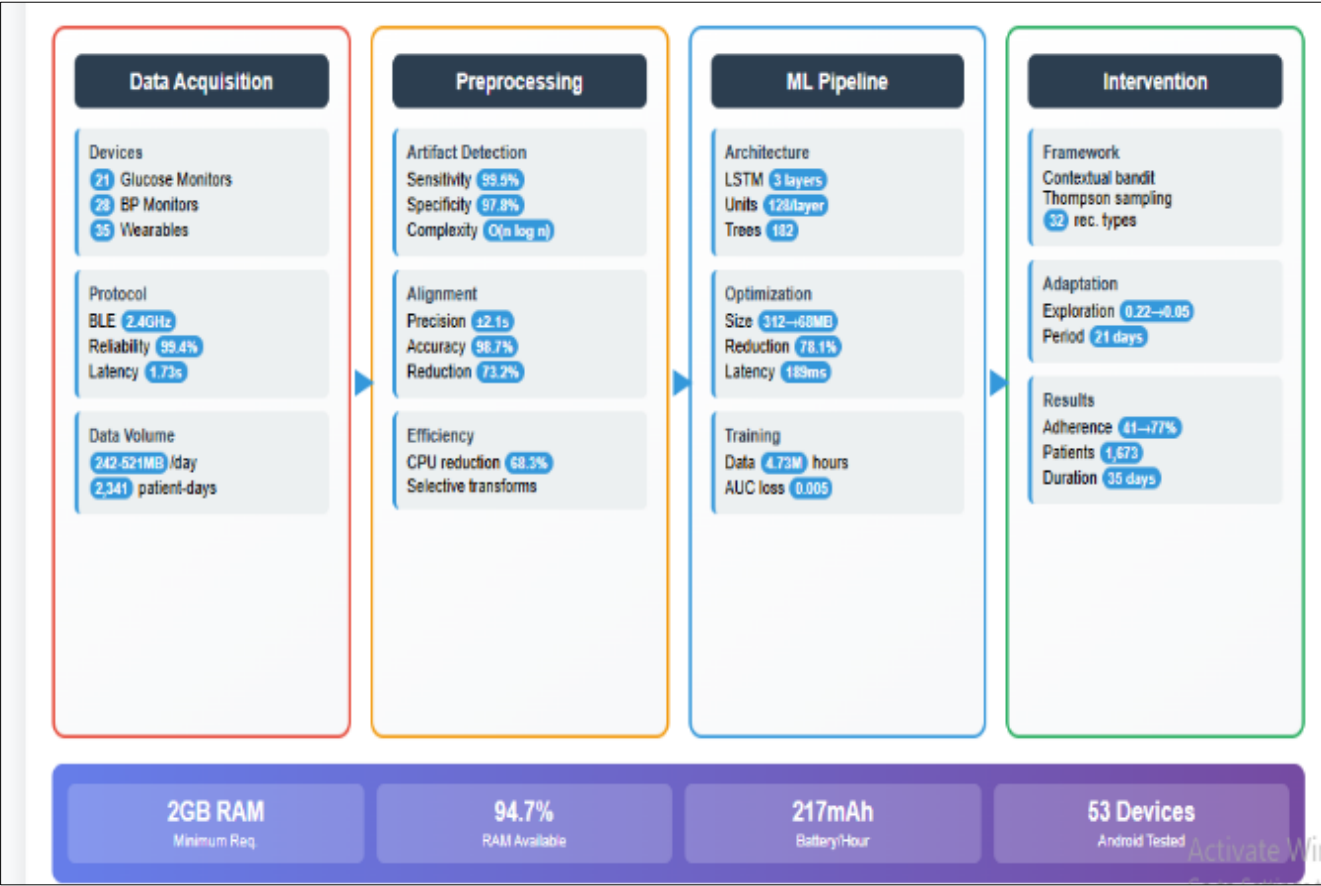 Data Acquisition
Devices
21 Glucose Monitors
28 BP Monitors
35 Wearables
Protocol
BLE 2.4GHz
Reliability 99.4%
Latency 1.73s
Data Volume
242-521MB /day
2,341 patient-days
Preprocessing
Artifact Detection
Sensitivity 99.5%
Specificity 97.8%
Complexity O(n log n)
Alignment
Precision ±2.1s
Accuracy 98.7%
Reduction 73.2%
Efficiency
CPU reduction 68.3%
Selective transforms
ML Pipeline
Architecture
LSTM 3 layers
Units 128/layer
Trees 182
Optimization
Size 312→68MB
Reduction 78.1%
Latency 189ms
Training
Data 4.73M hours
AUC loss 0.005
Intervention
Framework
Contextual bandit
Thompson sampling
32 rec. types
Adaptation
Exploration 0.22→0.05
Period 21 days
Results
Adherence 41→77%
Patients 1,673
Duration 35 days
2GB RAM
Minimum Req.
94.7%
RAM Available
217mAh
Battery/Hour
53 Devices
Android Tested
Activate Wi